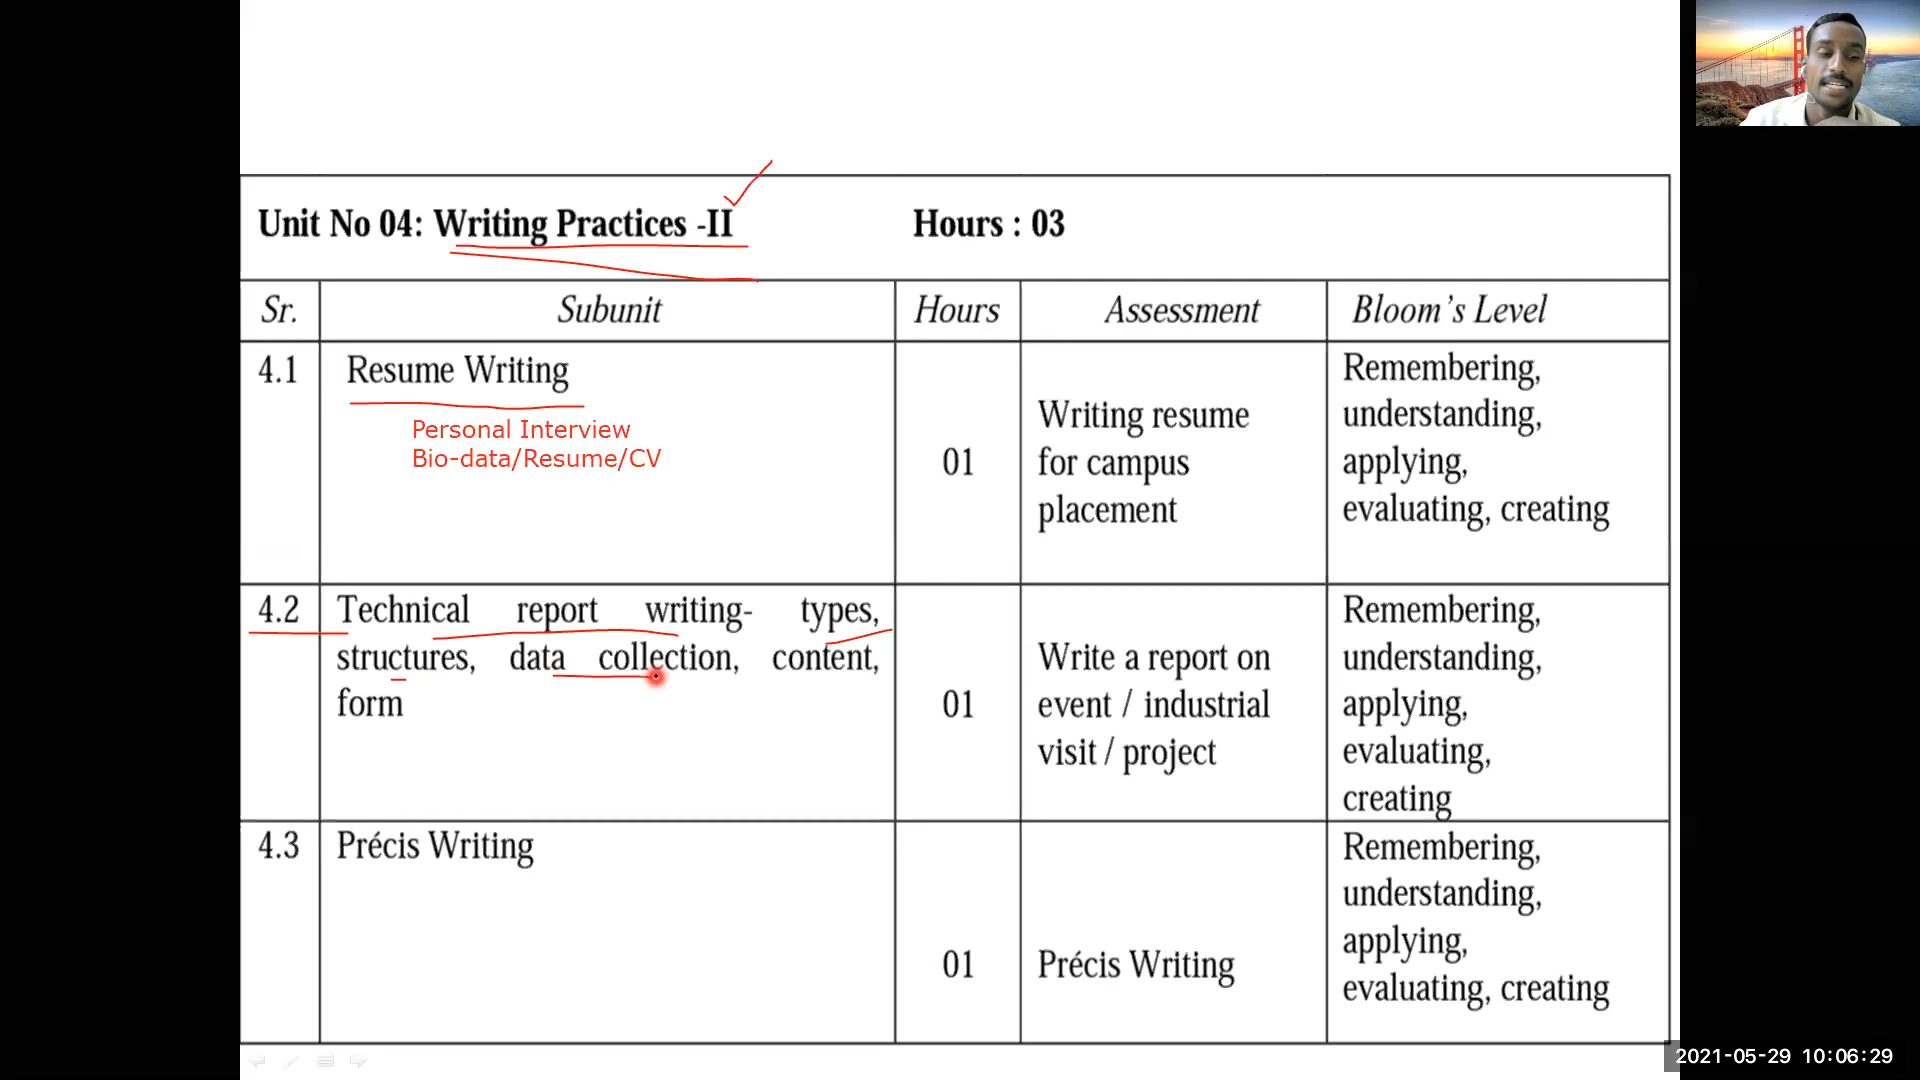 Unit No 04: Writing Practices -II Hours : 03
Sr. Subunit Hours Assessment Bloom's Level
4.1 Resume Writing
Personal Interview
Bio-data/Resume/CV
01
Writing resume
for campus
placement
Remembering,
understanding,
applying,
evaluating, creating
4.2 Technical report writing- types,
structures, data collection, content,
form
01
Write a report on
event / industrial
visit / project
Remembering,
understanding,
applying,
evaluating,
creating
4.3 Précis Writing
01
Précis Writing
Remembering,
understanding,
applying,
evaluating, creating
2021-05-29 10:06:29